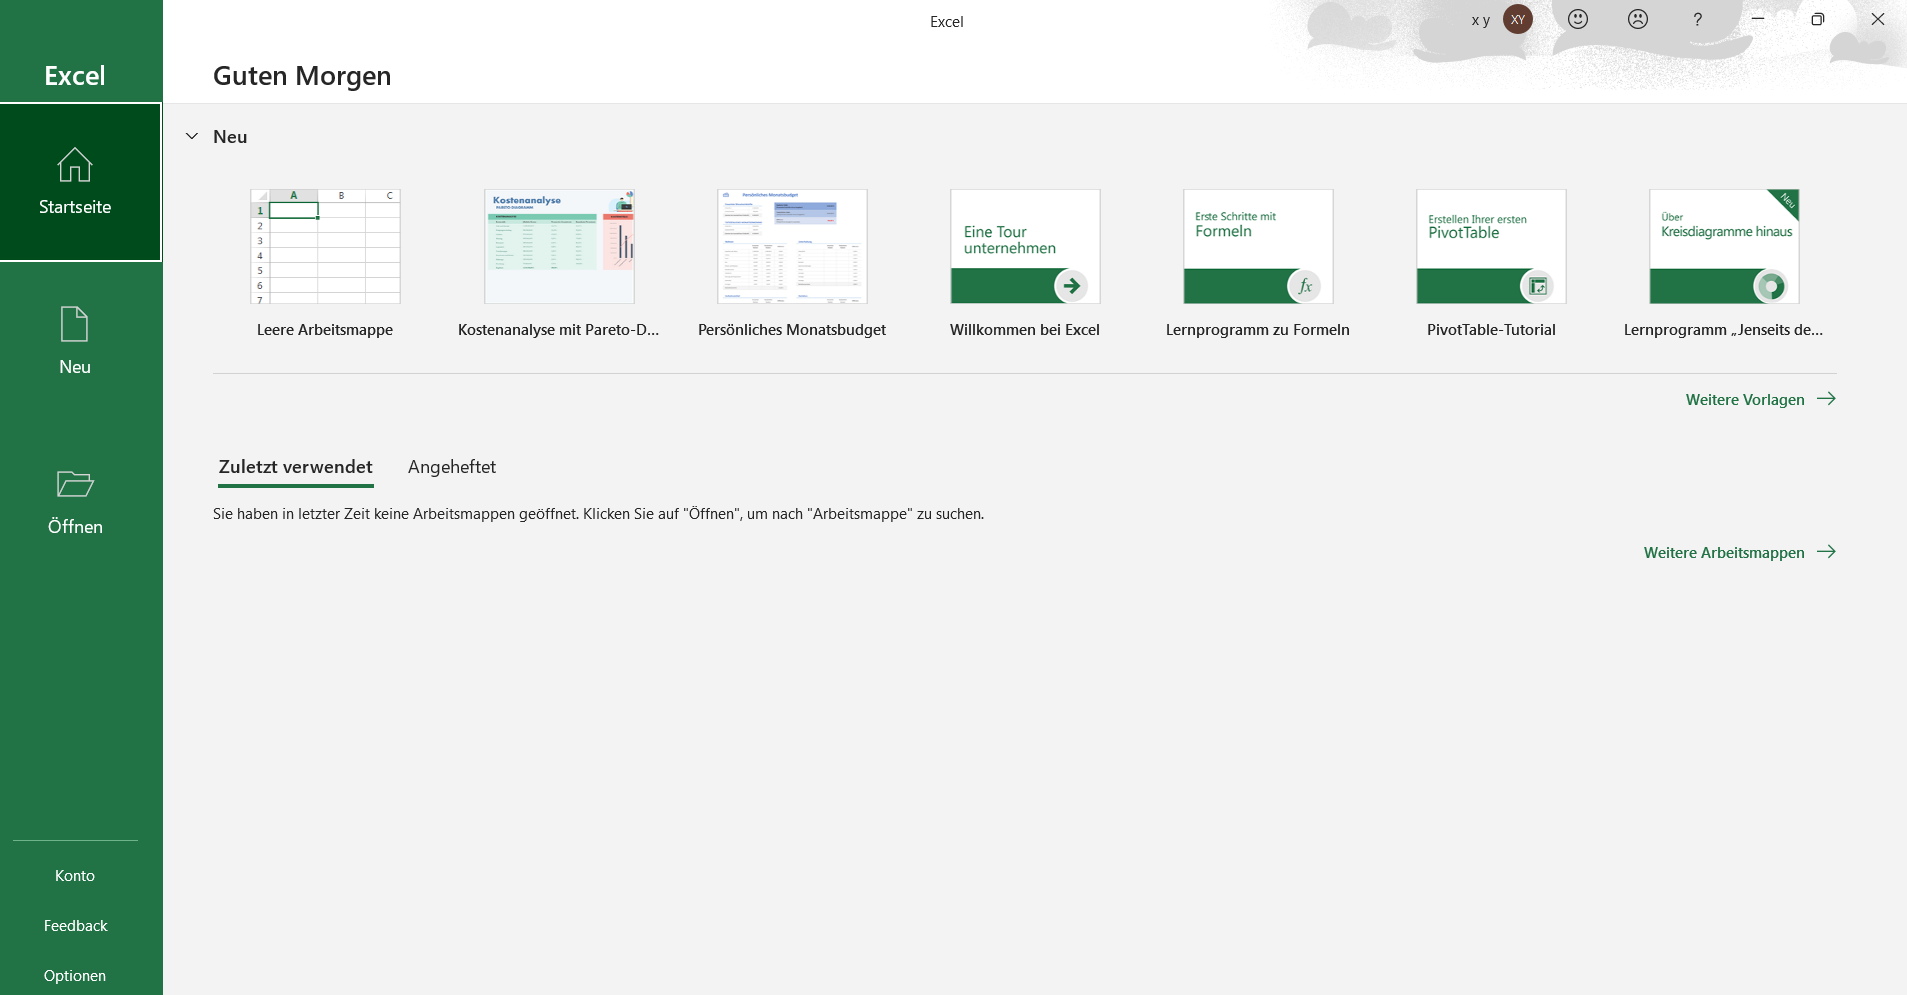 Excel
x y
XY
?
Excel
Guten Morgen
Startseite
Neu
Öffnen
Konto
Feedback
Optionen
Neu
A B C
1
2
3
4
5
6
7
Leere Arbeitsmappe
Kostenanalyse
PARETO-DIAGRAMM
Kostenanalyse mit Pareto-D...
Persönliches Monatsbudget
Persönliches Monatsbudget
Eine Tour
unternehmen
Willkommen bei Excel
Erste Schritte mit
Formeln
fx
Lernprogramm zu Formeln
Erstellen Ihrer ersten
PivotTable
PivotTable-Tutorial
Neu
Über
Kreisdiagramme hinaus
Lernprogramm „Jenseits de...
Weitere Vorlagen
Zuletzt verwendet
Angeheftet
Sie haben in letzter Zeit keine Arbeitsmappen geöffnet. Klicken Sie auf "Öffnen", um nach "Arbeitsmappe" zu suchen.
Weitere Arbeitsmappen